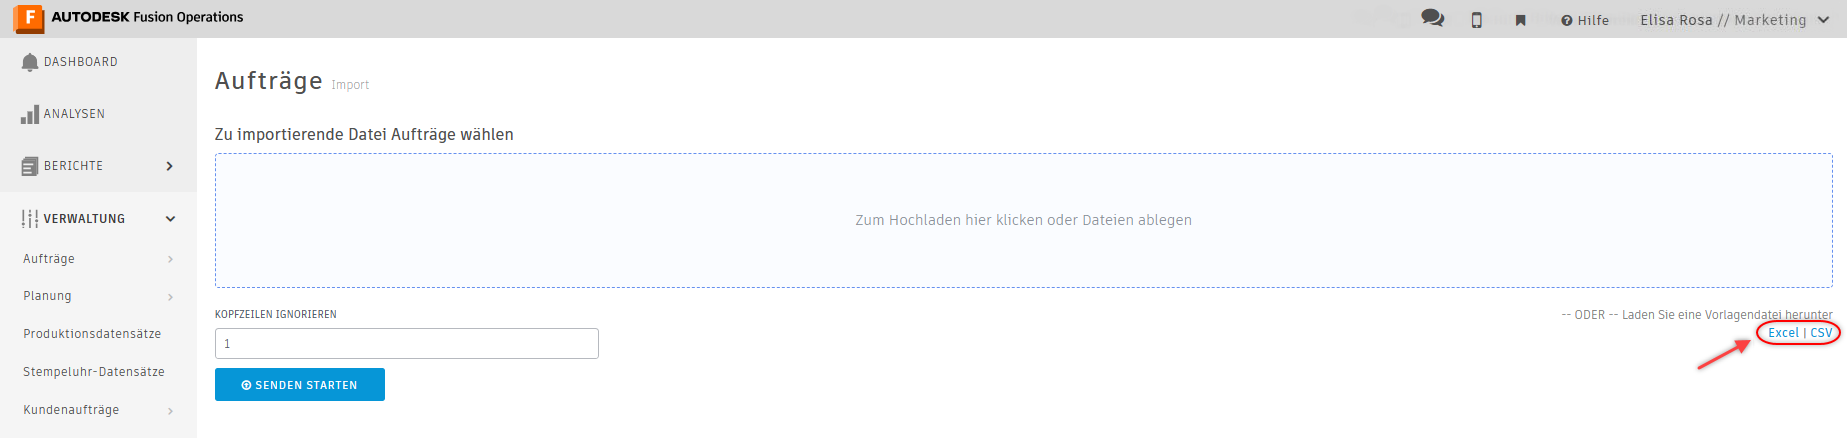 F AUTODESK Fusion Operations
Hilfe
Elisa Rosa // Marketing
DASHBOARD
ANALYSEN
BERICHTE
VERWALTUNG
Aufträge
Planung
Produktionsdatensätze
Stempeluhr-Datensätze
Kundenaufträge
Aufträge Import
Zu importierende Datei Aufträge wählen
Zum Hochladen hier klicken oder Dateien ablegen
KOPFZEILEN IGNORIEREN
1
SENDEN STARTEN
-- ODER -- Laden Sie eine Vorlagendatei herunter
Excel | CSV